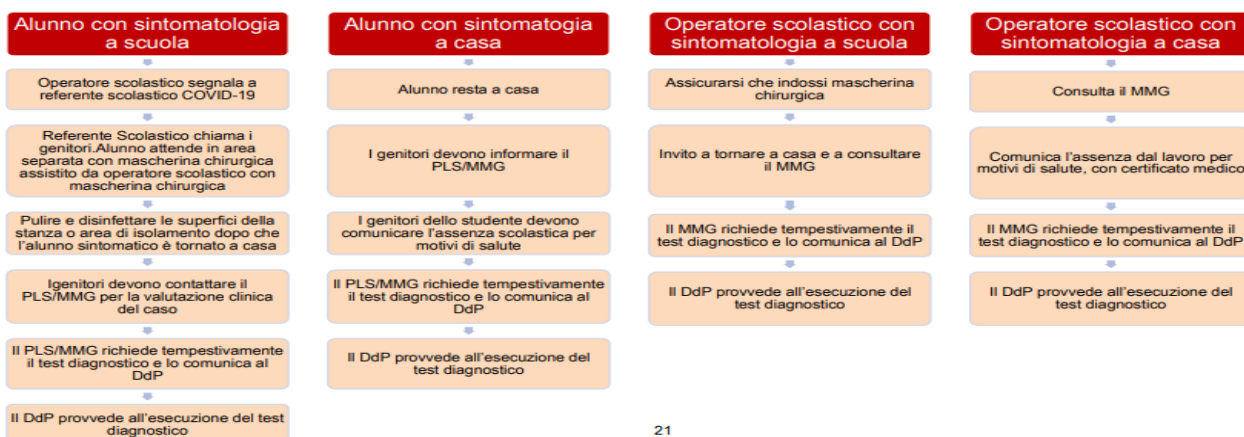 Alunno con sintomatologia
a scuola
Operatore scolastico segnala a
referente scolastico COVID-19
Referente Scolastico chiama i
genitori.Alunno attende in area
separata con mascherina chirurgica
assistito da operatore scolastico con
mascherina chirurgica
Pulire e disinfettare le superfici della
stanza o area di isolamento dopo che
l'alunno sintomatico è tornato a casa
Igenitori devono contattare il
PLS/MMG per la valutazione clinica
del caso
Il PLS/MMG richiede tempestivamente
il test diagnostico e lo comunica al
DdP
Il DdP provvede all'esecuzione del test
diagnostico
Alunno con sintomatogia
a casa
Alunno resta a casa
I genitori devono informare il
PLS/MMG
I genitori dello studente devono
comunicare l'assenza scolastica per
motivi di salute
Il PLS/MMG richiede tempestivamente
il test diagnostico e lo comunica al
DdP
Il DdP provvede all'esecuzione del
test diagnostico
Operatore scolastico con
sintomatologia a scuola
Assicurarsi che indossi mascherina
chirurgica
Invito a tornare a casa e a consultare
il MMG
Il MMG richiede tempestivamente il
test diagnostico e lo comunica al DdP
Il DdP provvede all'esecuzione del
test diagnostico
Operatore scolastico con
sintomatologia a casa
Consulta il MMG
Comunica l'assenza dal lavoro per
motivi di salute, con certificato medico
Il MMG richiede tempestivamente il
test diagnostico e lo comunica al DdP
Il DdP provvede all'esecuzione del
test diagnostico
21